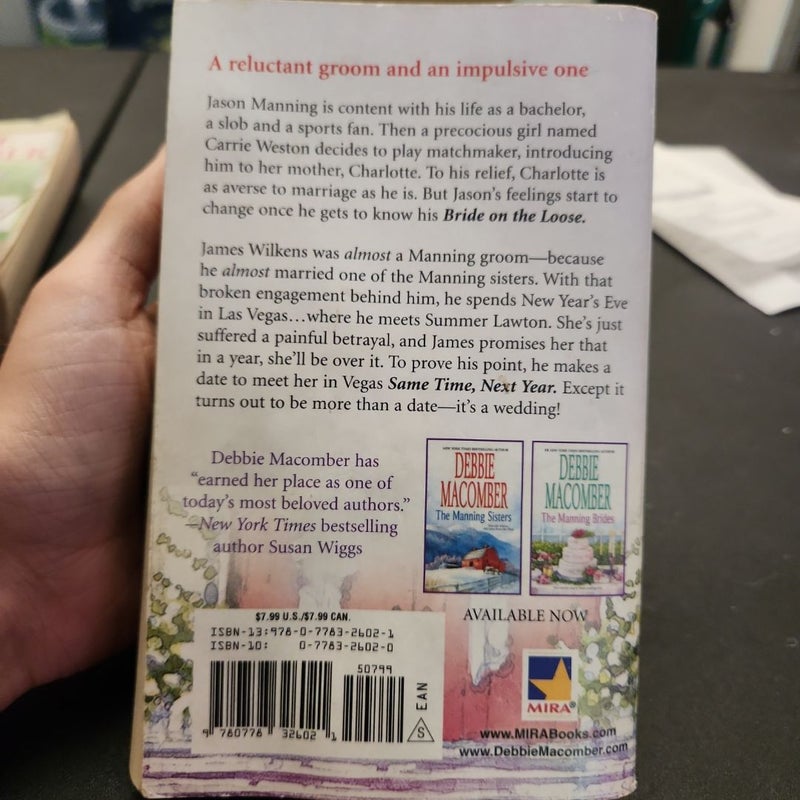 A reluctant groom and an impulsive one
Jason Manning is content with his life as a bachelor,
a slob and a sports fan. Then a precocious girl named
Carrie Weston decides to play matchmaker, introducing
him to her mother, Charlotte. To his relief, Charlotte is
as averse to marriage as he is. But Jason's feelings start to
change once he gets to know his Bride on the Loose.
James Wilkens was almost a Manning groom—because
he almost married one of the Manning sisters. With that
broken engagement behind him, he spends New Year's Eve
in Las Vegas...where he meets Summer Lawton. She's just
suffered a painful betrayal, and James promises her that
in a year, she'll be over it. To prove his point, he makes a
date to meet her in Vegas Same Time, Next Year. Except it
turns out to be more than a date—it's a wedding!
Debbie Macomber has
"earned her place as one of
today's most beloved authors."
—New York Times bestselling
author Susan Wiggs
DEBBIE
MACOMBER
The Manning Sisters
DEBBIE
MACOMBER
The Manning Brides
AVAILABLE NOW
$7.99 U.S./$7.99 CAN.
ISBN-13:978-0-7783-2602-1
ISBN-10: 0-7783-2602-0
50799
9 780778 32602 1
S
EAN
MIRA®
www.MIRABooks.com
www.DebbieMacomber.com